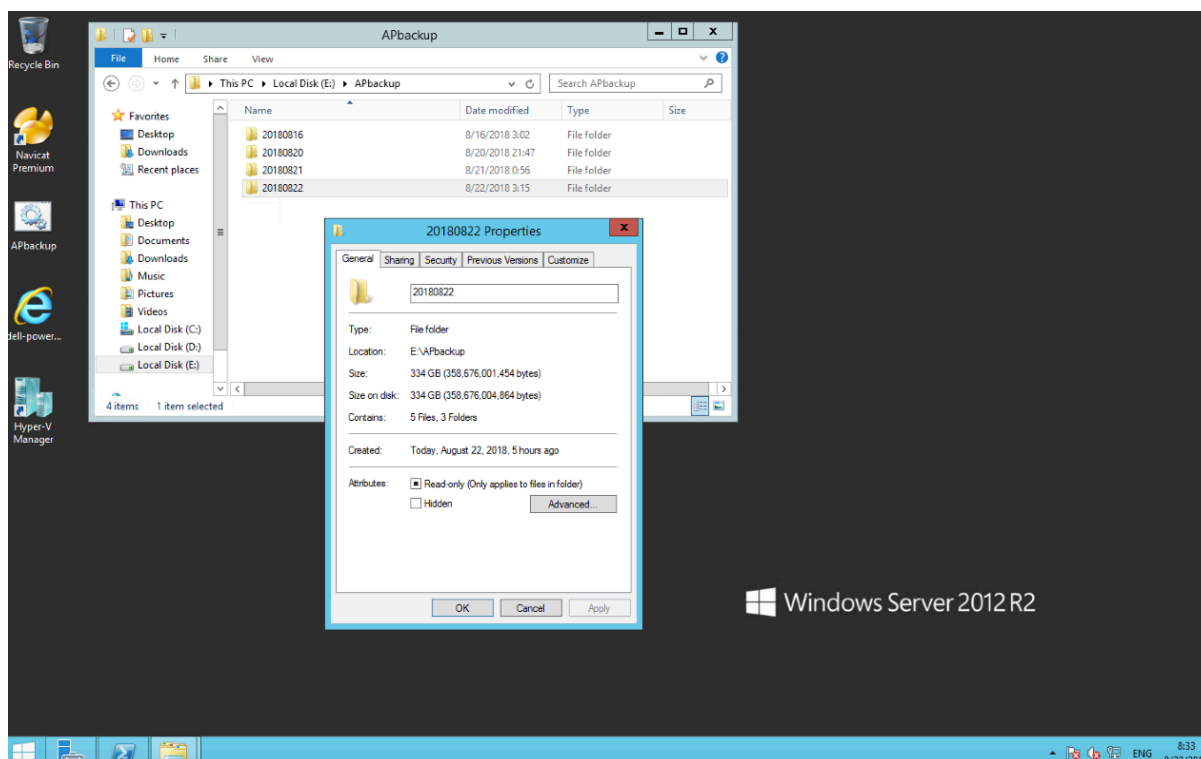 Recycle Bin
Navicat
Premium
APbackup
dell-power...
Hyper-V
Manager
APbackup
File Home Share View
This PC Local Disk (E:) APbackup
Search APbackup
Name Date modified Type Size
Favorites
Desktop
Downloads
Recent places
This PC
Desktop
Documents
Downloads
Music
Pictures
Videos
Local Disk (C:)
Local Disk (D:)
Local Disk (E:)
20180816 8/16/2018 3:02 File folder
20180820 8/20/2018 21:47 File folder
20180821 8/21/2018 0:56 File folder
20180822 8/22/2018 3:15 File folder
4 items 1 item selected
20180822 Properties
General Sharing Security Previous Versions Customize
20180822
Type: File folder
Location: E:\APbackup
Size: 334 GB (358,676,001,454 bytes)
Size on disk: 334 GB (358,676,004,864 bytes)
Contains: 5 Files, 3 Folders
Created: Today, August 22, 2018, 5 hours ago
Attributes: Read-only (Only applies to files in folder)
Hidden Advanced...
OK Cancel Apply
Windows Server 2012 R2
ENG 8:33